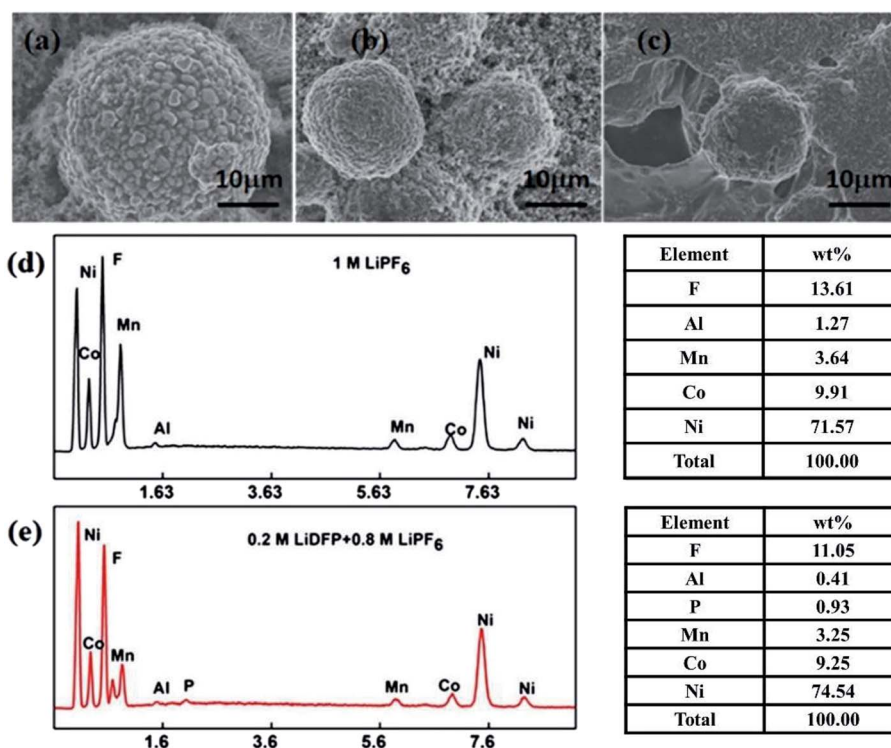 (a)
(b)
(c)
10μm
10μm
10μm
(d)
1 M LiPF6
Ni
F
Co
Mn
Al
Mn
Co
Ni
Ni
1.63
3.63
5.63
7.63
Element wt%
F 13.61
Al 1.27
Mn 3.64
Co 9.91
Ni 71.57
Total 100.00
(e)
0.2 M LiDFP+0.8 LiPF6
Ni
F
Co
Mn
Al
P
Mn
Co
Ni
Ni
1.6
3.6
5.6
7.6
Element wt%
F 11.05
Al 0.41
P 0.93
Mn 3.25
Co 9.25
Ni 74.54
Total 100.00